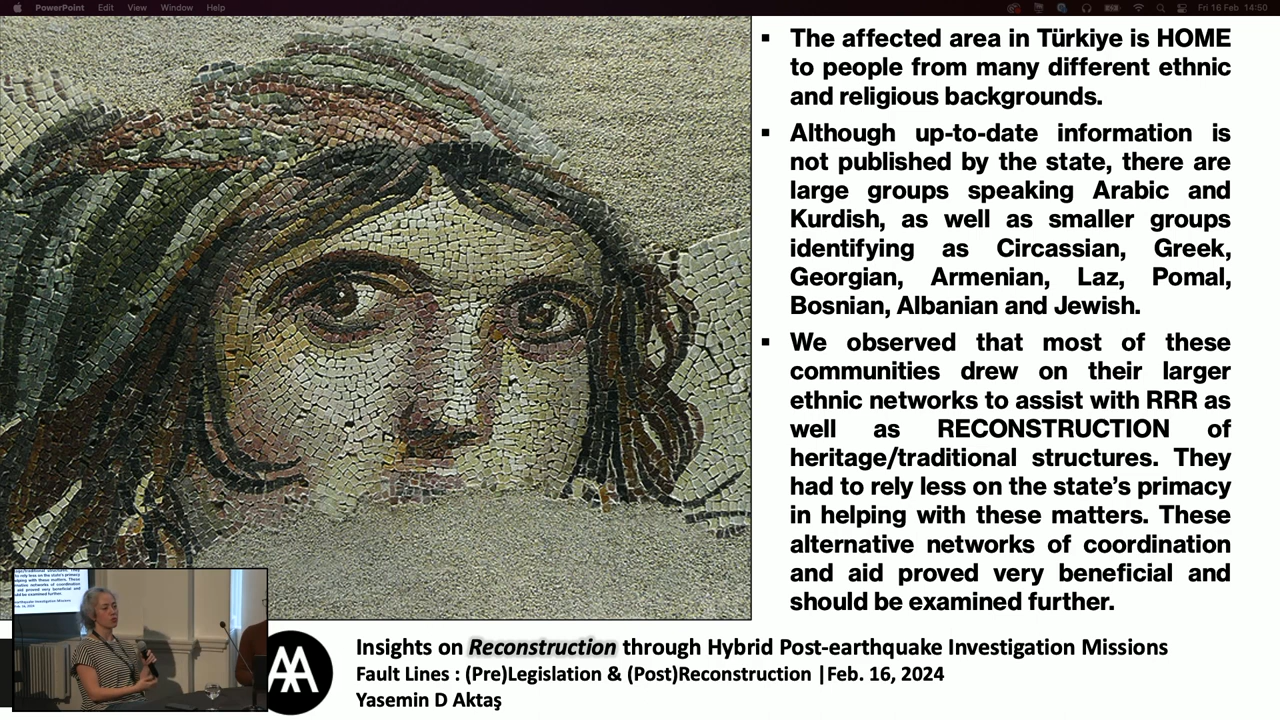 PowerPoint File Edit View Window Help Fri 16 Feb 14:50
▪ The affected area in Türkiye is HOME
to people from many different ethnic
and religious backgrounds.
▪ Although up-to-date information is
not published by the state, there are
large groups speaking Arabic and
Kurdish, as well as smaller groups
identifying as Circassian, Greek,
Georgian, Armenian, Laz, Pomal,
Bosnian, Albanian and Jewish.
▪ We observed that most of these
communities drew on their larger
ethnic networks to assist with RRR as
well as RECONSTRUCTION of
heritage/traditional structures. They
had to rely less on the state’s primacy
in helping with these matters. These
alternative networks of coordination
and aid proved very beneficial and
should be examined further.
AA
Insights on Reconstruction through Hybrid Post-earthquake Investigation Missions
Fault Lines : (Pre)Legislation & (Post)Reconstruction |Feb. 16, 2024
Yasemin D Aktaş